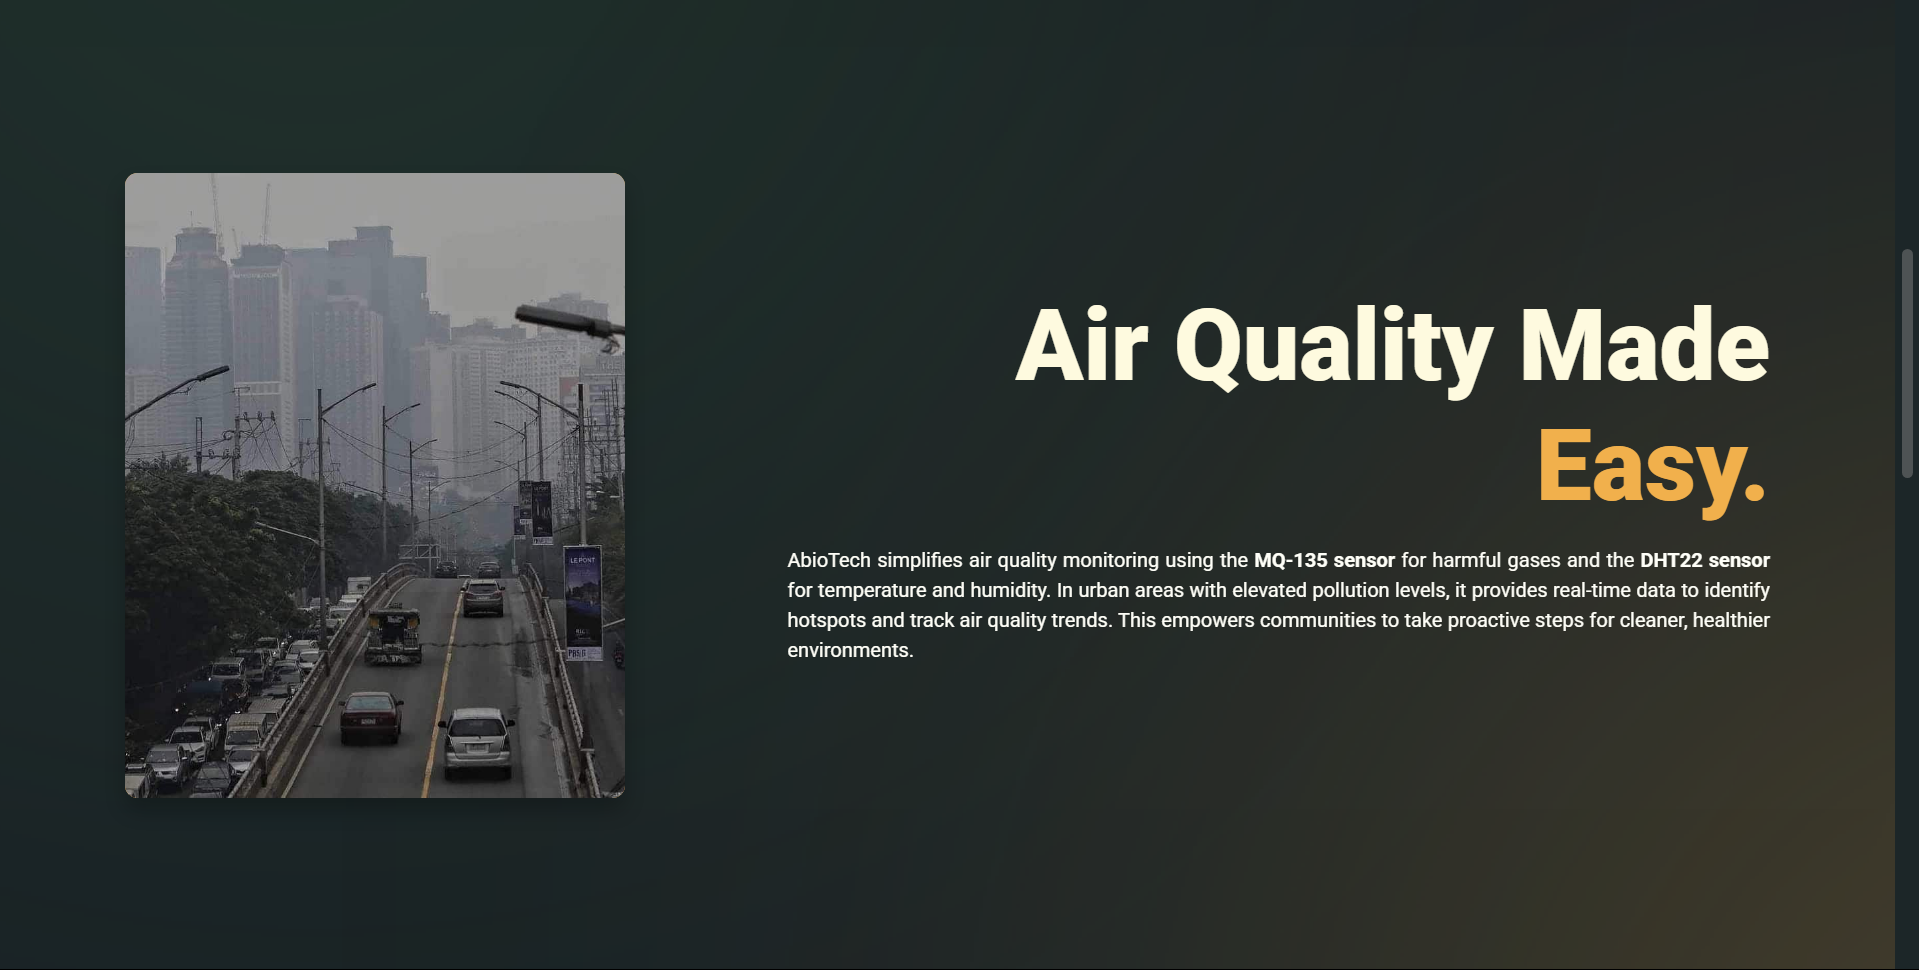 Air Quality Made
Easy.
AbioTech simplifies air quality monitoring using the MQ-135 sensor for harmful gases and the DHT22 sensor
for temperature and humidity. In urban areas with elevated pollution levels, it provides real-time data to identify
hotspots and track air quality trends. This empowers communities to take proactive steps for cleaner, healthier
environments.
LE PONT